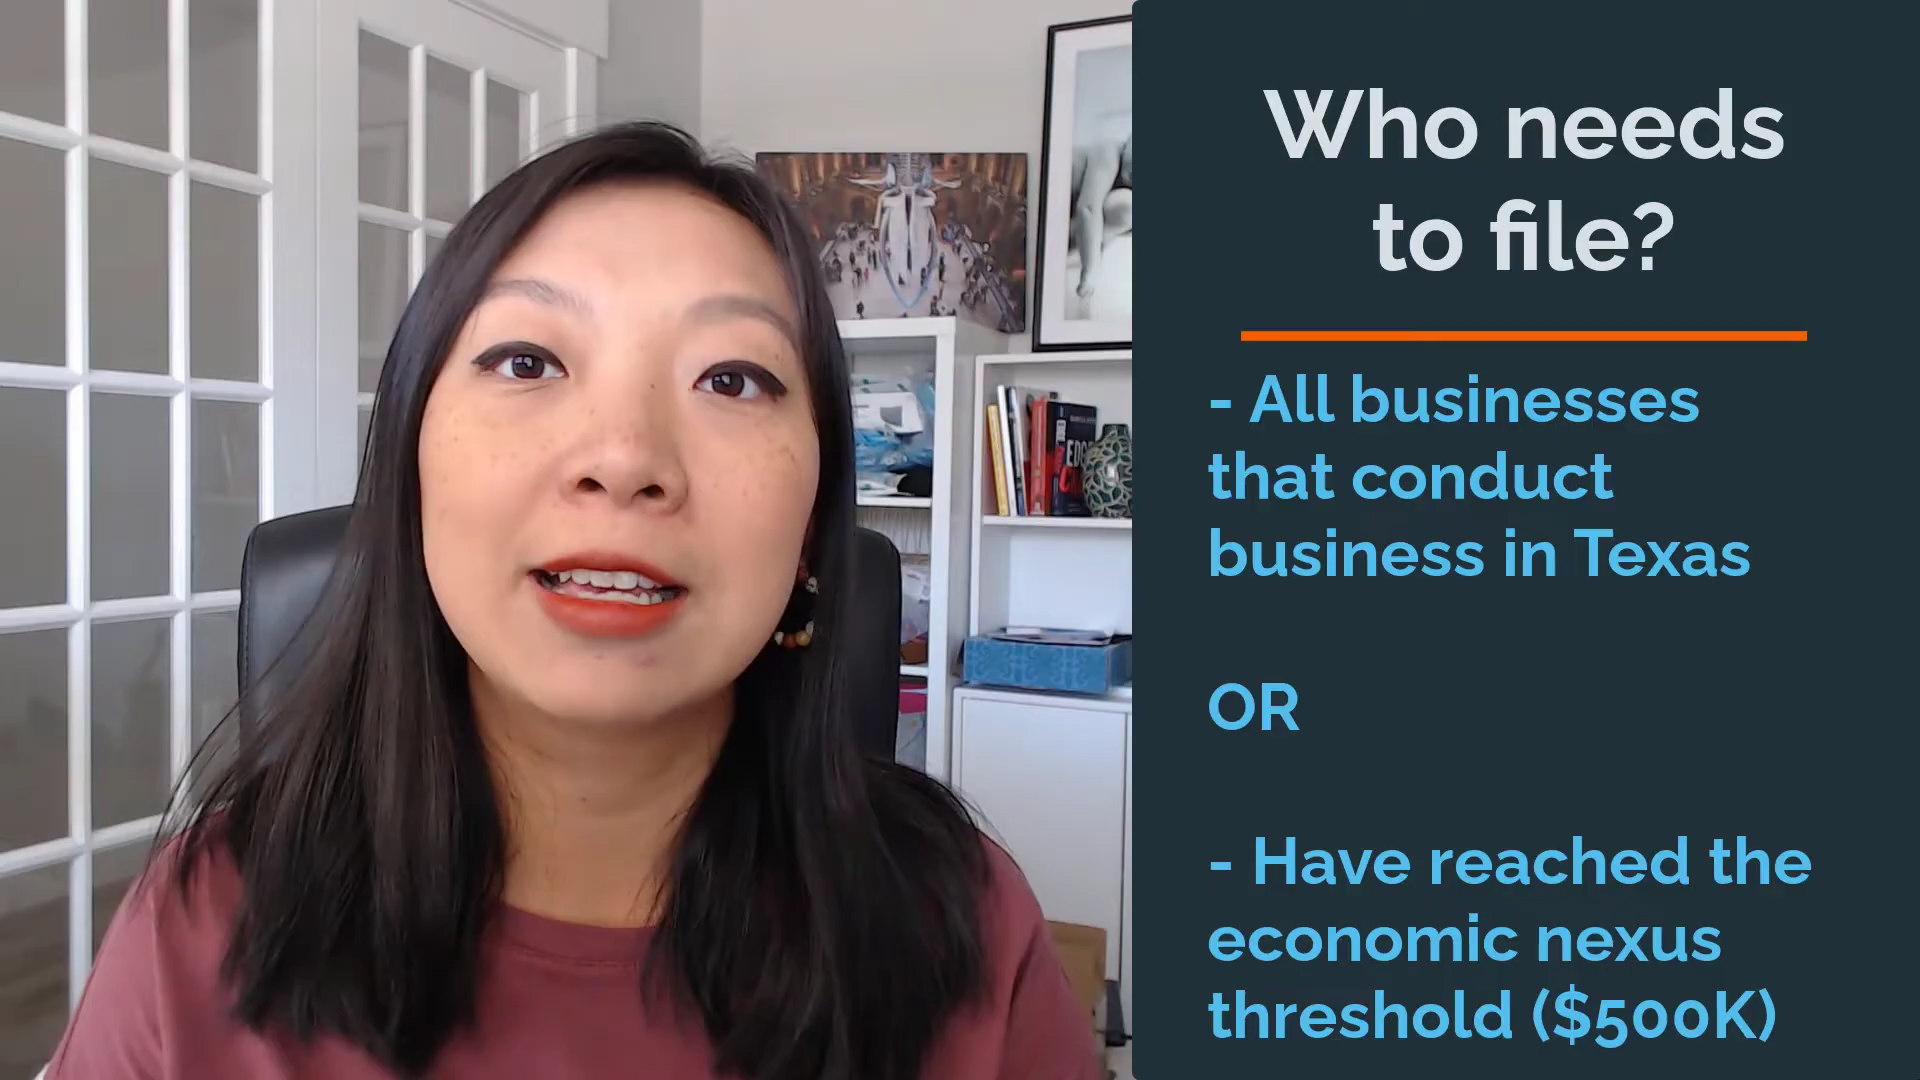 Who needs
to file?
- All businesses
that conduct
business in Texas
OR
- Have reached the
economic nexus
threshold ($500K)